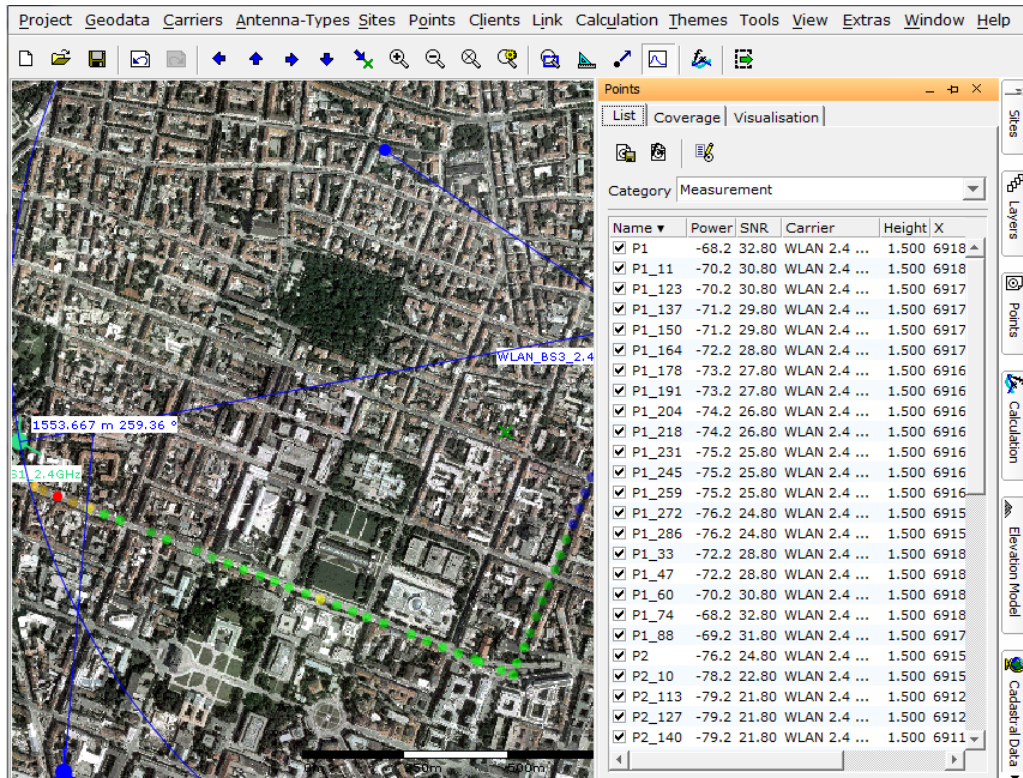 Project Geodata Carriers Antenna-Types Sites Points Clients Link Calculation Themes Tools View Extras Window Help
Points
List Coverage Visualisation
Category Measurement
Name Power SNR Carrier Height X
P1 -68.2 32.80 WLAN 2.4 ... 1.500 6918
P1_11 -70.2 30.80 WLAN 2.4 ... 1.500 6918
P1_123 -70.2 30.80 WLAN 2.4 ... 1.500 6917
P1_137 -71.2 29.80 WLAN 2.4 ... 1.500 6917
P1_150 -71.2 29.80 WLAN 2.4 ... 1.500 6917
P1_164 -72.2 28.80 WLAN 2.4 ... 1.500 6917
P1_178 -73.2 27.80 WLAN 2.4 ... 1.500 6916
P1_191 -73.2 27.80 WLAN 2.4 ... 1.500 6916
P1_204 -74.2 26.80 WLAN 2.4 ... 1.500 6916
P1_218 -74.2 26.80 WLAN 2.4 ... 1.500 6916
P1_231 -75.2 25.80 WLAN 2.4 ... 1.500 6916
P1_245 -75.2 25.80 WLAN 2.4 ... 1.500 6916
P1_259 -75.2 25.80 WLAN 2.4 ... 1.500 6916
P1_272 -76.2 24.80 WLAN 2.4 ... 1.500 6915
P1_286 -76.2 24.80 WLAN 2.4 ... 1.500 6915
P1_33 -72.2 28.80 WLAN 2.4 ... 1.500 6918
P1_47 -72.2 28.80 WLAN 2.4 ... 1.500 6918
P1_60 -70.2 30.80 WLAN 2.4 ... 1.500 6918
P1_74 -68.2 32.80 WLAN 2.4 ... 1.500 6918
P1_88 -69.2 31.80 WLAN 2.4 ... 1.500 6917
P2 -76.2 24.80 WLAN 2.4 ... 1.500 6915
P2_10 -78.2 22.80 WLAN 2.4 ... 1.500 6915
P2_113 -79.2 21.80 WLAN 2.4 ... 1.500 6912
P2_127 -79.2 21.80 WLAN 2.4 ... 1.500 6912
P2_140 -79.2 21.80 WLAN 2.4 ... 1.500 6911
WLAN_BS3_2.4
1553.667 m 259.36 °
S1_2.4GHz
Sites
Layers
Points
Calculation
Elevation Model
Cadastral Data